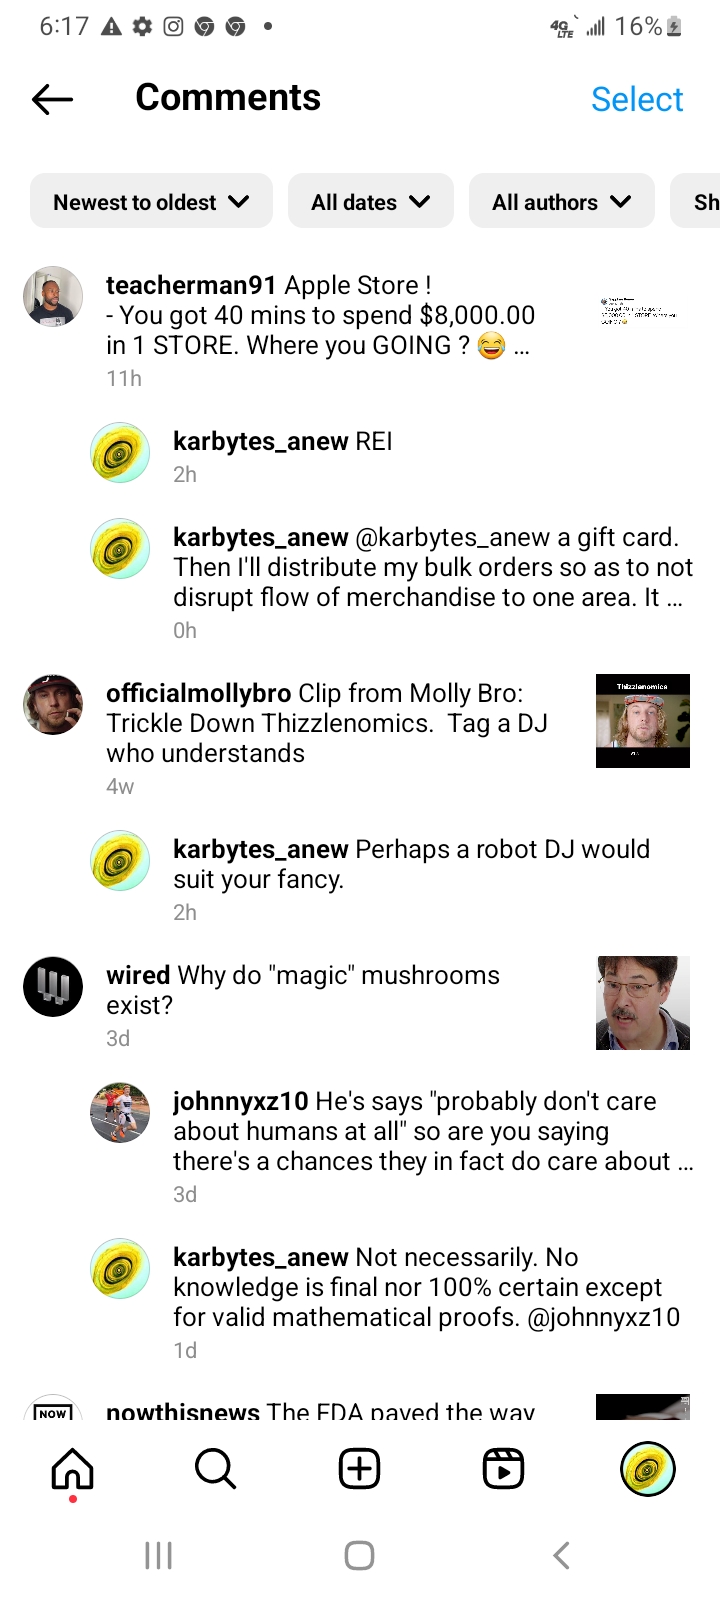 6:17
4G LTE 16%
Comments Select
Newest to oldest All dates All authors Sh
teacherman91 Apple Store !
- You got 40 mins to spend $8,000.00
in 1 STORE. Where you GOING ? 😂 ...
11h
karbytes_anew REI
2h
karbytes_anew @karbytes_anew a gift card.
Then I'll distribute my bulk orders so as to not
disrupt flow of merchandise to one area. It ...
0h
officialmollybro Clip from Molly Bro:
Trickle Down Thizzlenomics. Tag a DJ
who understands
Thizzlenomics
4w
karbytes_anew Perhaps a robot DJ would
suit your fancy.
2h
wired Why do "magic" mushrooms
exist?
3d
johnnyxz10 He's says "probably don't care
about humans at all" so are you saying
there's a chances they in fact do care about ...
3d
karbytes_anew Not necessarily. No
knowledge is final nor 100% certain except
for valid mathematical proofs. @johnnyxz10
1d
NOW
nowthisnews The FDA paved the way